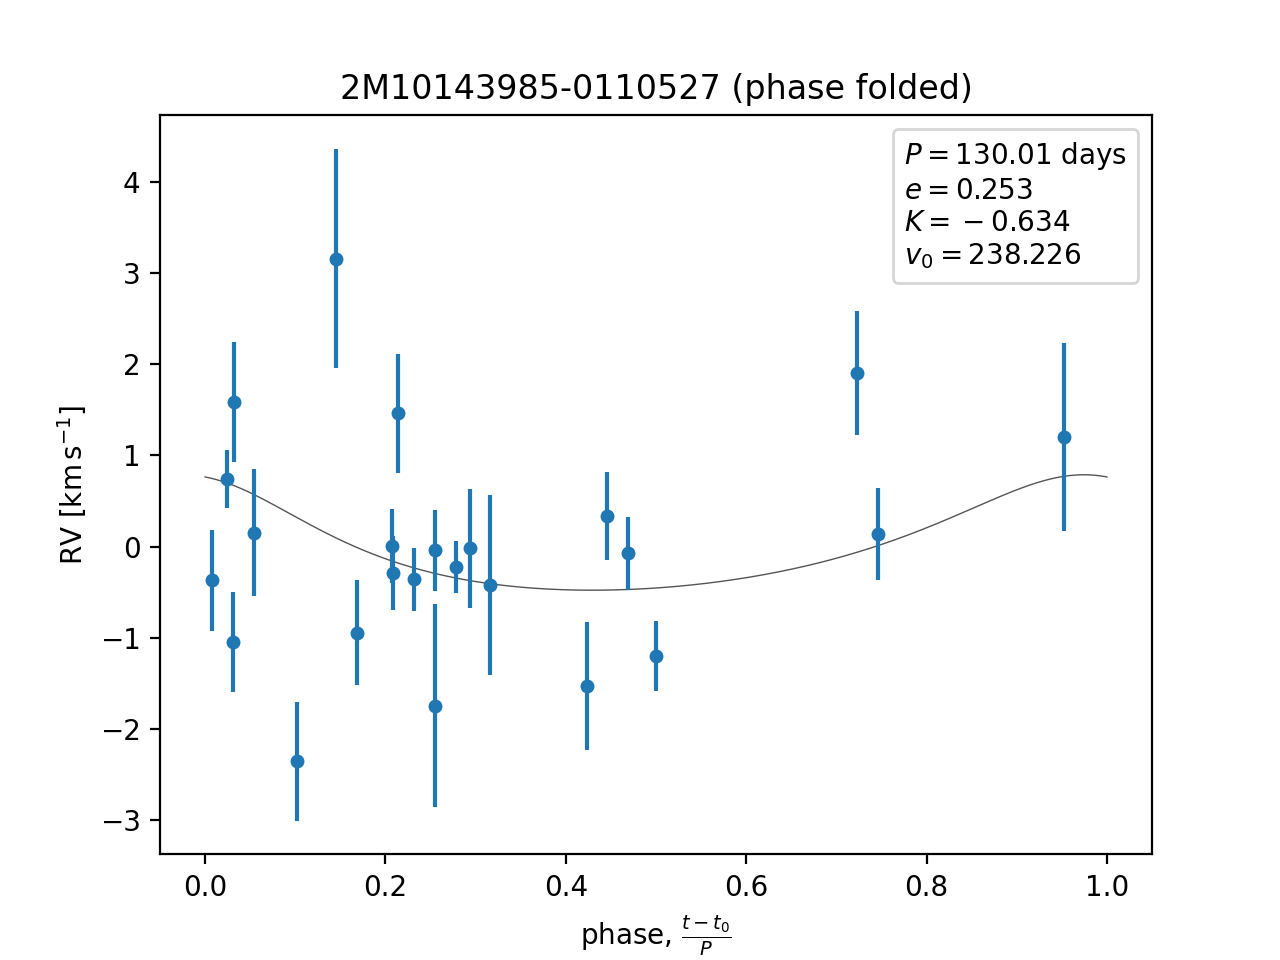 2M10143985-0110527 (phase folded)
P = 130.01 days
e = 0.253
K = −0.634
v₀ = 238.226
4
3
2
1
0
−1
−2
−3
RV [km s⁻¹]
0.0 0.2 0.4 0.6 0.8 1.0
phase, (t − t₀)/P